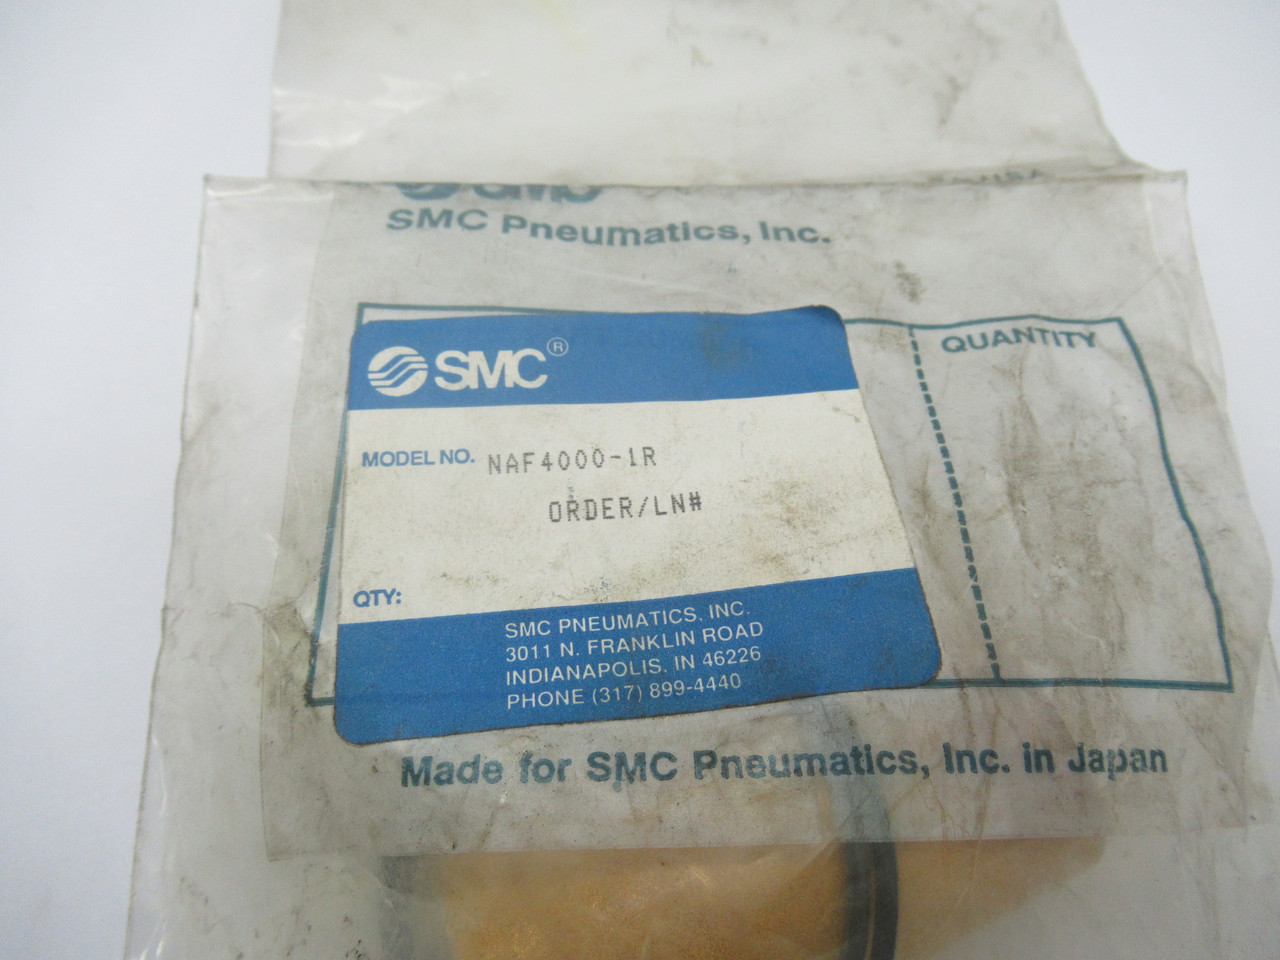 SMC
SMC Pneumatics, Inc.
QUANTITY
SMC®
MODEL NO. NAF4000-1R
ORDER/LN#
QTY:
SMC PNEUMATICS, INC.
3011 N. FRANKLIN ROAD
INDIANAPOLIS, IN 46226
PHONE (317) 899-4440
Made for SMC Pneumatics, Inc. in Japan